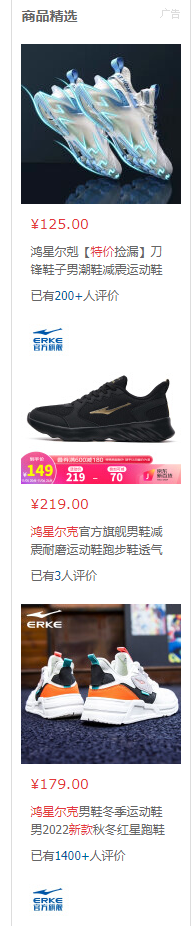 商品精选
广告
¥125.00
鸿星尔剋【特价捡漏】刀
锋鞋子男潮鞋减震运动鞋
已有200+人评价
ERKE
官方旗舰
149
219 - 70
¥219.00
鸿星尔克官方旗舰男鞋减
震耐磨运动鞋跑步鞋透气
已有3人评价
ERKE
¥179.00
鸿星尔克男鞋冬季运动鞋
男2022新款秋冬红星跑鞋
已有1400+人评价
ERKE
官方旗舰